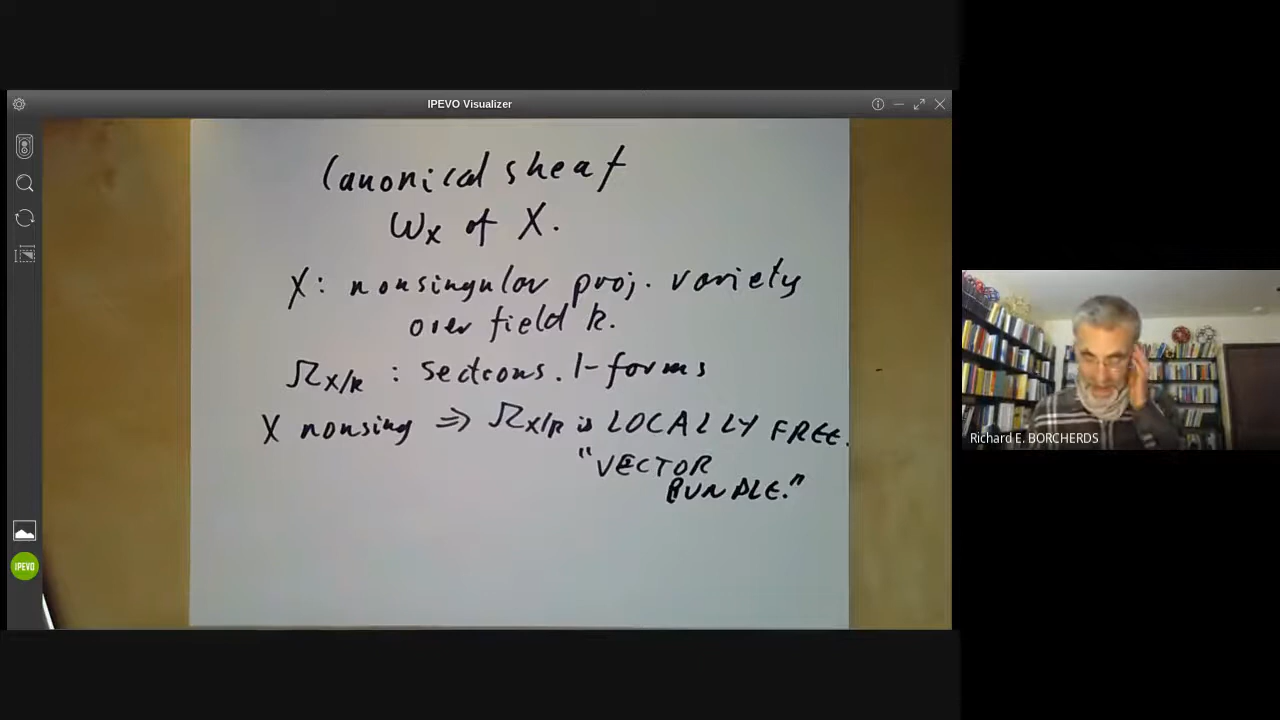 IPEVO Visualizer
Canonical sheaf
ωx of X.
X: nonsingular proj. variety
over field k.
Ωx/k : sections. 1-forms
X nonsing ⇒ Ωx/k is LOCALLY FREE.
"VECTOR
BUNDLE."
IPEVO
Richard E. BORCHERDS